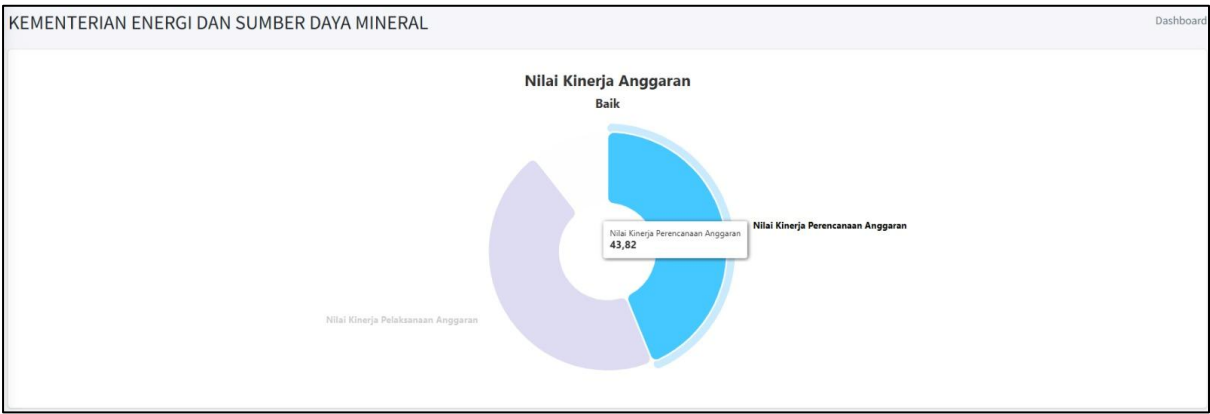 KEMENTERIAN ENERGI DAN SUMBER DAYA MINERAL
Dashboard
Nilai Kinerja Anggaran
Baik
Nilai Kinerja Perencanaan Anggaran
Nilai Kinerja Perencanaan Anggaran
43,82
Nilai Kinerja Pelaksanaan Anggaran